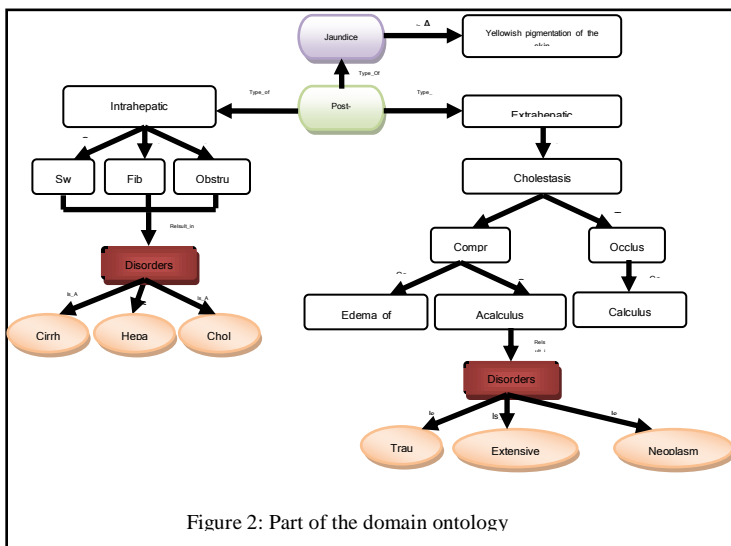 Jaundice
Yellowish pigmentation of the
Type_Of
Type_of
Post-
Type_
Intrahepatic
Extrahepatic
Sw
Fib
Obstru
Cholestasis
Relsult_in
Compr
Occlus
Disorders
Is_A
Is_A
Edema of
Acalculus
Calculus
Cirrh
Hepa
Chol
Rels
Disorders
Is
Trau
Extensive
Neoplasm
Figure 2: Part of the domain ontology